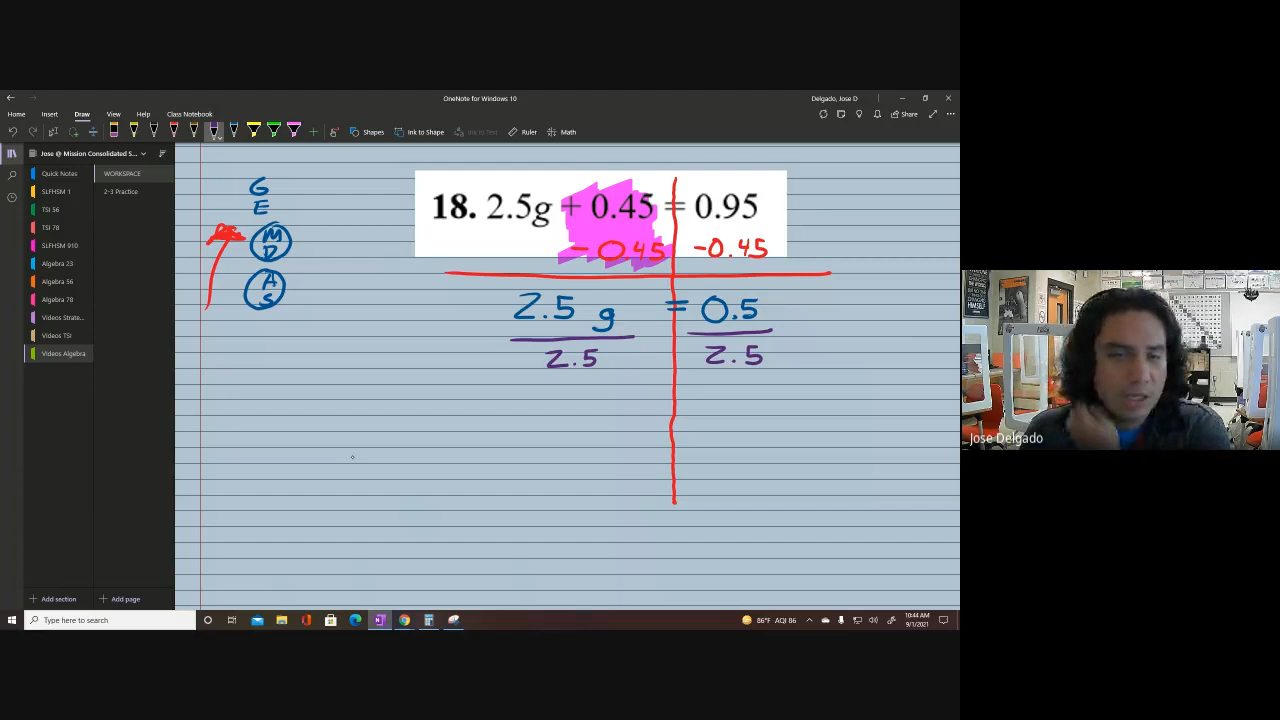 OneNote for Windows 10
Delgado, Jose D
Home Insert Draw View Help Class Notebook
Share
Shapes Ink to Shape Ink to Text Ruler Math
Jose @ Mission Consolidated S...
Quick Notes
SLFHSM 1
TSI 56
TSI 78
SLFHSM 910
Algebra 23
Algebra 56
Algebra 78
Videos Strate...
Videos TSI
Videos Algebra
WORKSPACE
2-3 Practice
G
E
M
D
A
S
18. 2.5g + 0.45 = 0.95
- 0.45 -0.45
2.5 g = 0.5
2.5 2.5
Jose Delgado
Add section Add page
Type here to search
86°F AQI 86
10:44 AM
9/1/2021